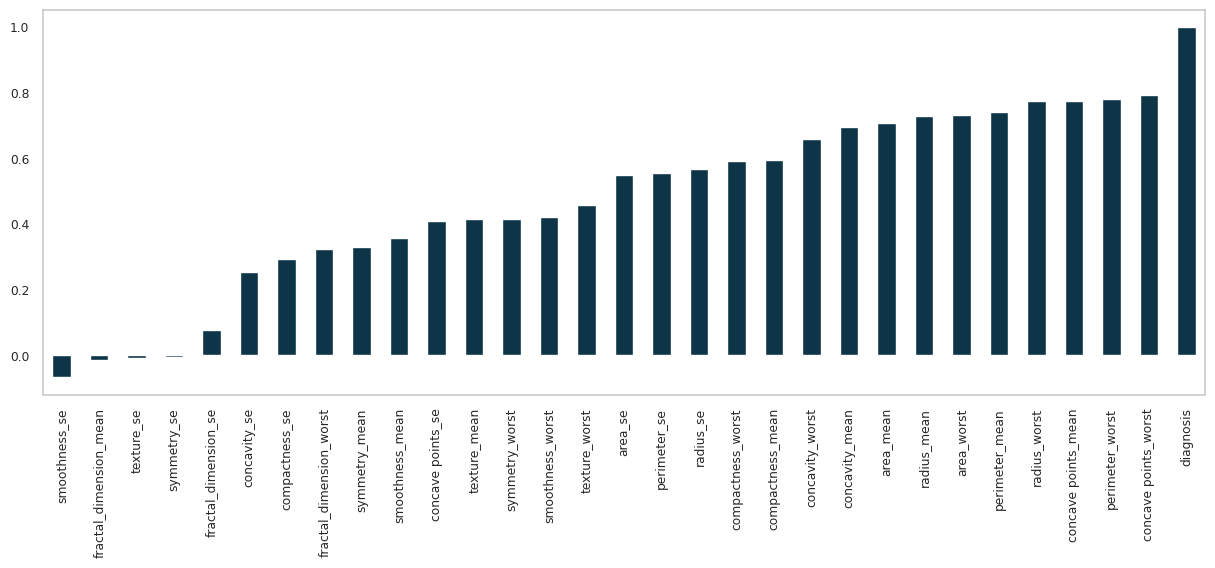 1.0
0.8
0.6
0.4
0.2
0.0
smoothness_se
fractal_dimension_mean
texture_se
symmetry_se
fractal_dimension_se
concavity_se
compactness_se
fractal_dimension_worst
symmetry_mean
smoothness_mean
concave points_se
texture_mean
symmetry_worst
smoothness_worst
texture_worst
area_se
perimeter_se
radius_se
compactness_worst
compactness_mean
concavity_worst
concavity_mean
area_mean
radius_mean
area_worst
perimeter_mean
radius_worst
concave points_mean
perimeter_worst
concave points_worst
diagnosis